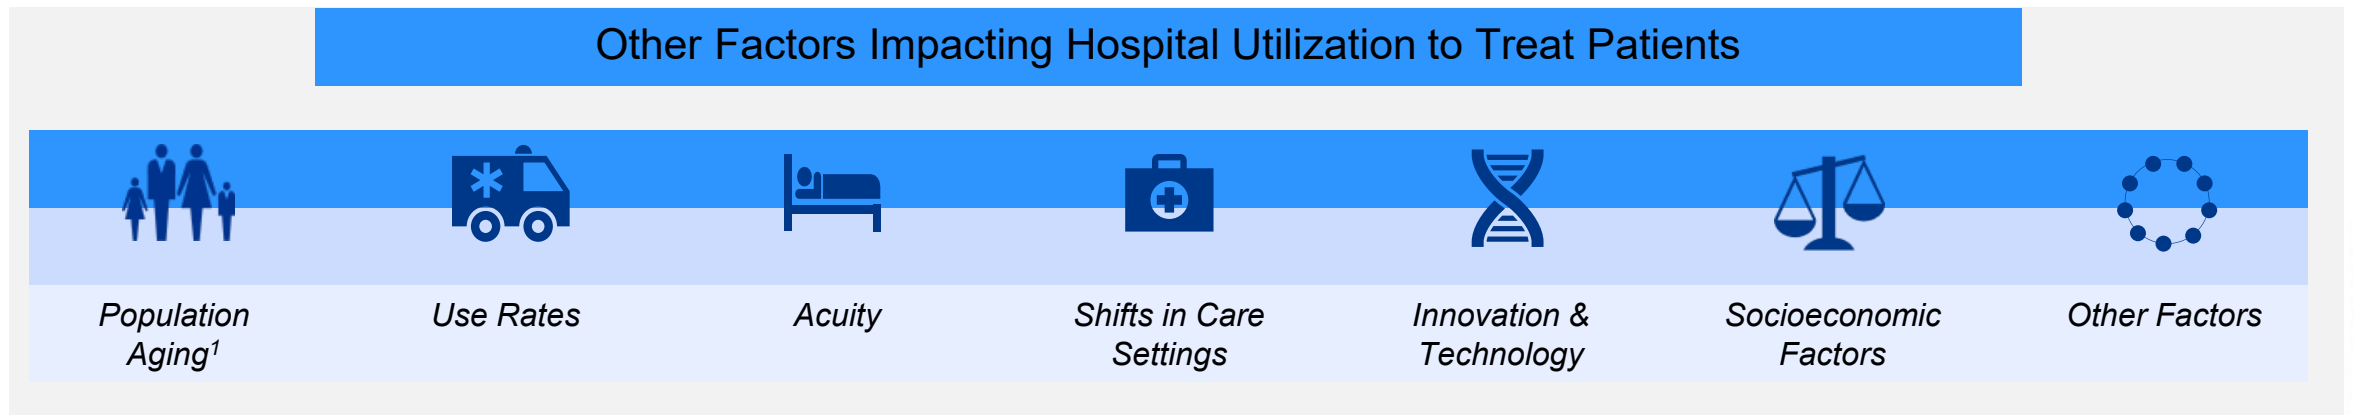 Other Factors Impacting Hospital Utilization to Treat Patients
Population
Aging¹
Use Rates
Acuity
Shifts in Care
Settings
Innovation &
Technology
Socioeconomic
Factors
Other Factors